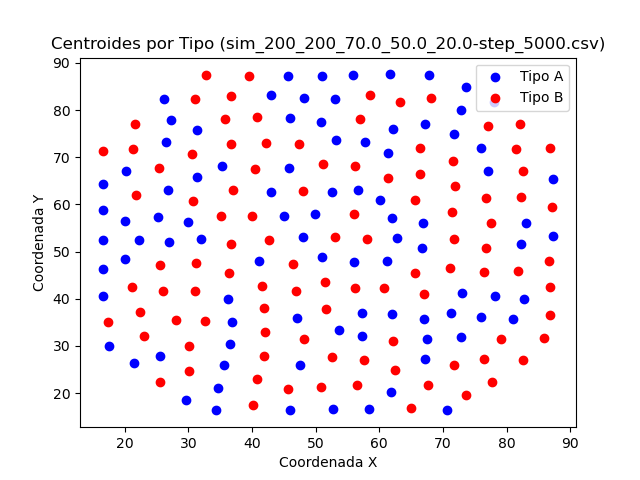 Centroides por Tipo (sim_200_200_70.0_50.0_20.0-step_5000.csv)
Tipo A
Tipo B
90
80
70
60
50
40
30
20
Coordenada Y
20 30 40 50 60 70 80 90
Coordenada X